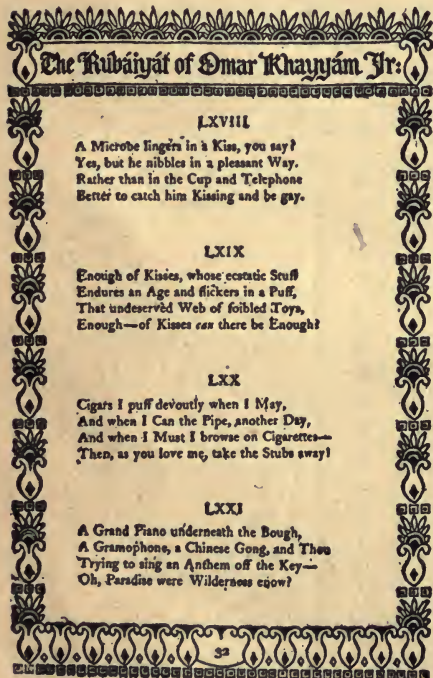 The Rubáiyát of Omar Khayyám Jr:
LXVIII
A Microbe lingers in a Kiss, you say?
Yes, but he nibbles in a pleasant Way.
Rather than in the Cup and Telephone
Better to catch him Kissing and be gay.
LXIX
Enough of Kisses, whose ecstatic Stuff
Endures an Age and flickers in a Puff,
That undeserved Web of foibled Toys,
Enough—of Kisses can there be Enough?
LXX
Cigars I puff devoutly when I May,
And when I Can the Pipe, another Day,
And when I Must I browse on Cigarettes—
Then, as you love me, take the Stubs away!
LXXI
A Grand Piano underneath the Bough,
A Gramophone, a Chinese Gong, and Thou
Trying to sing an Anthem off the Key—
Oh, Paradise were Wilderness enow?
32